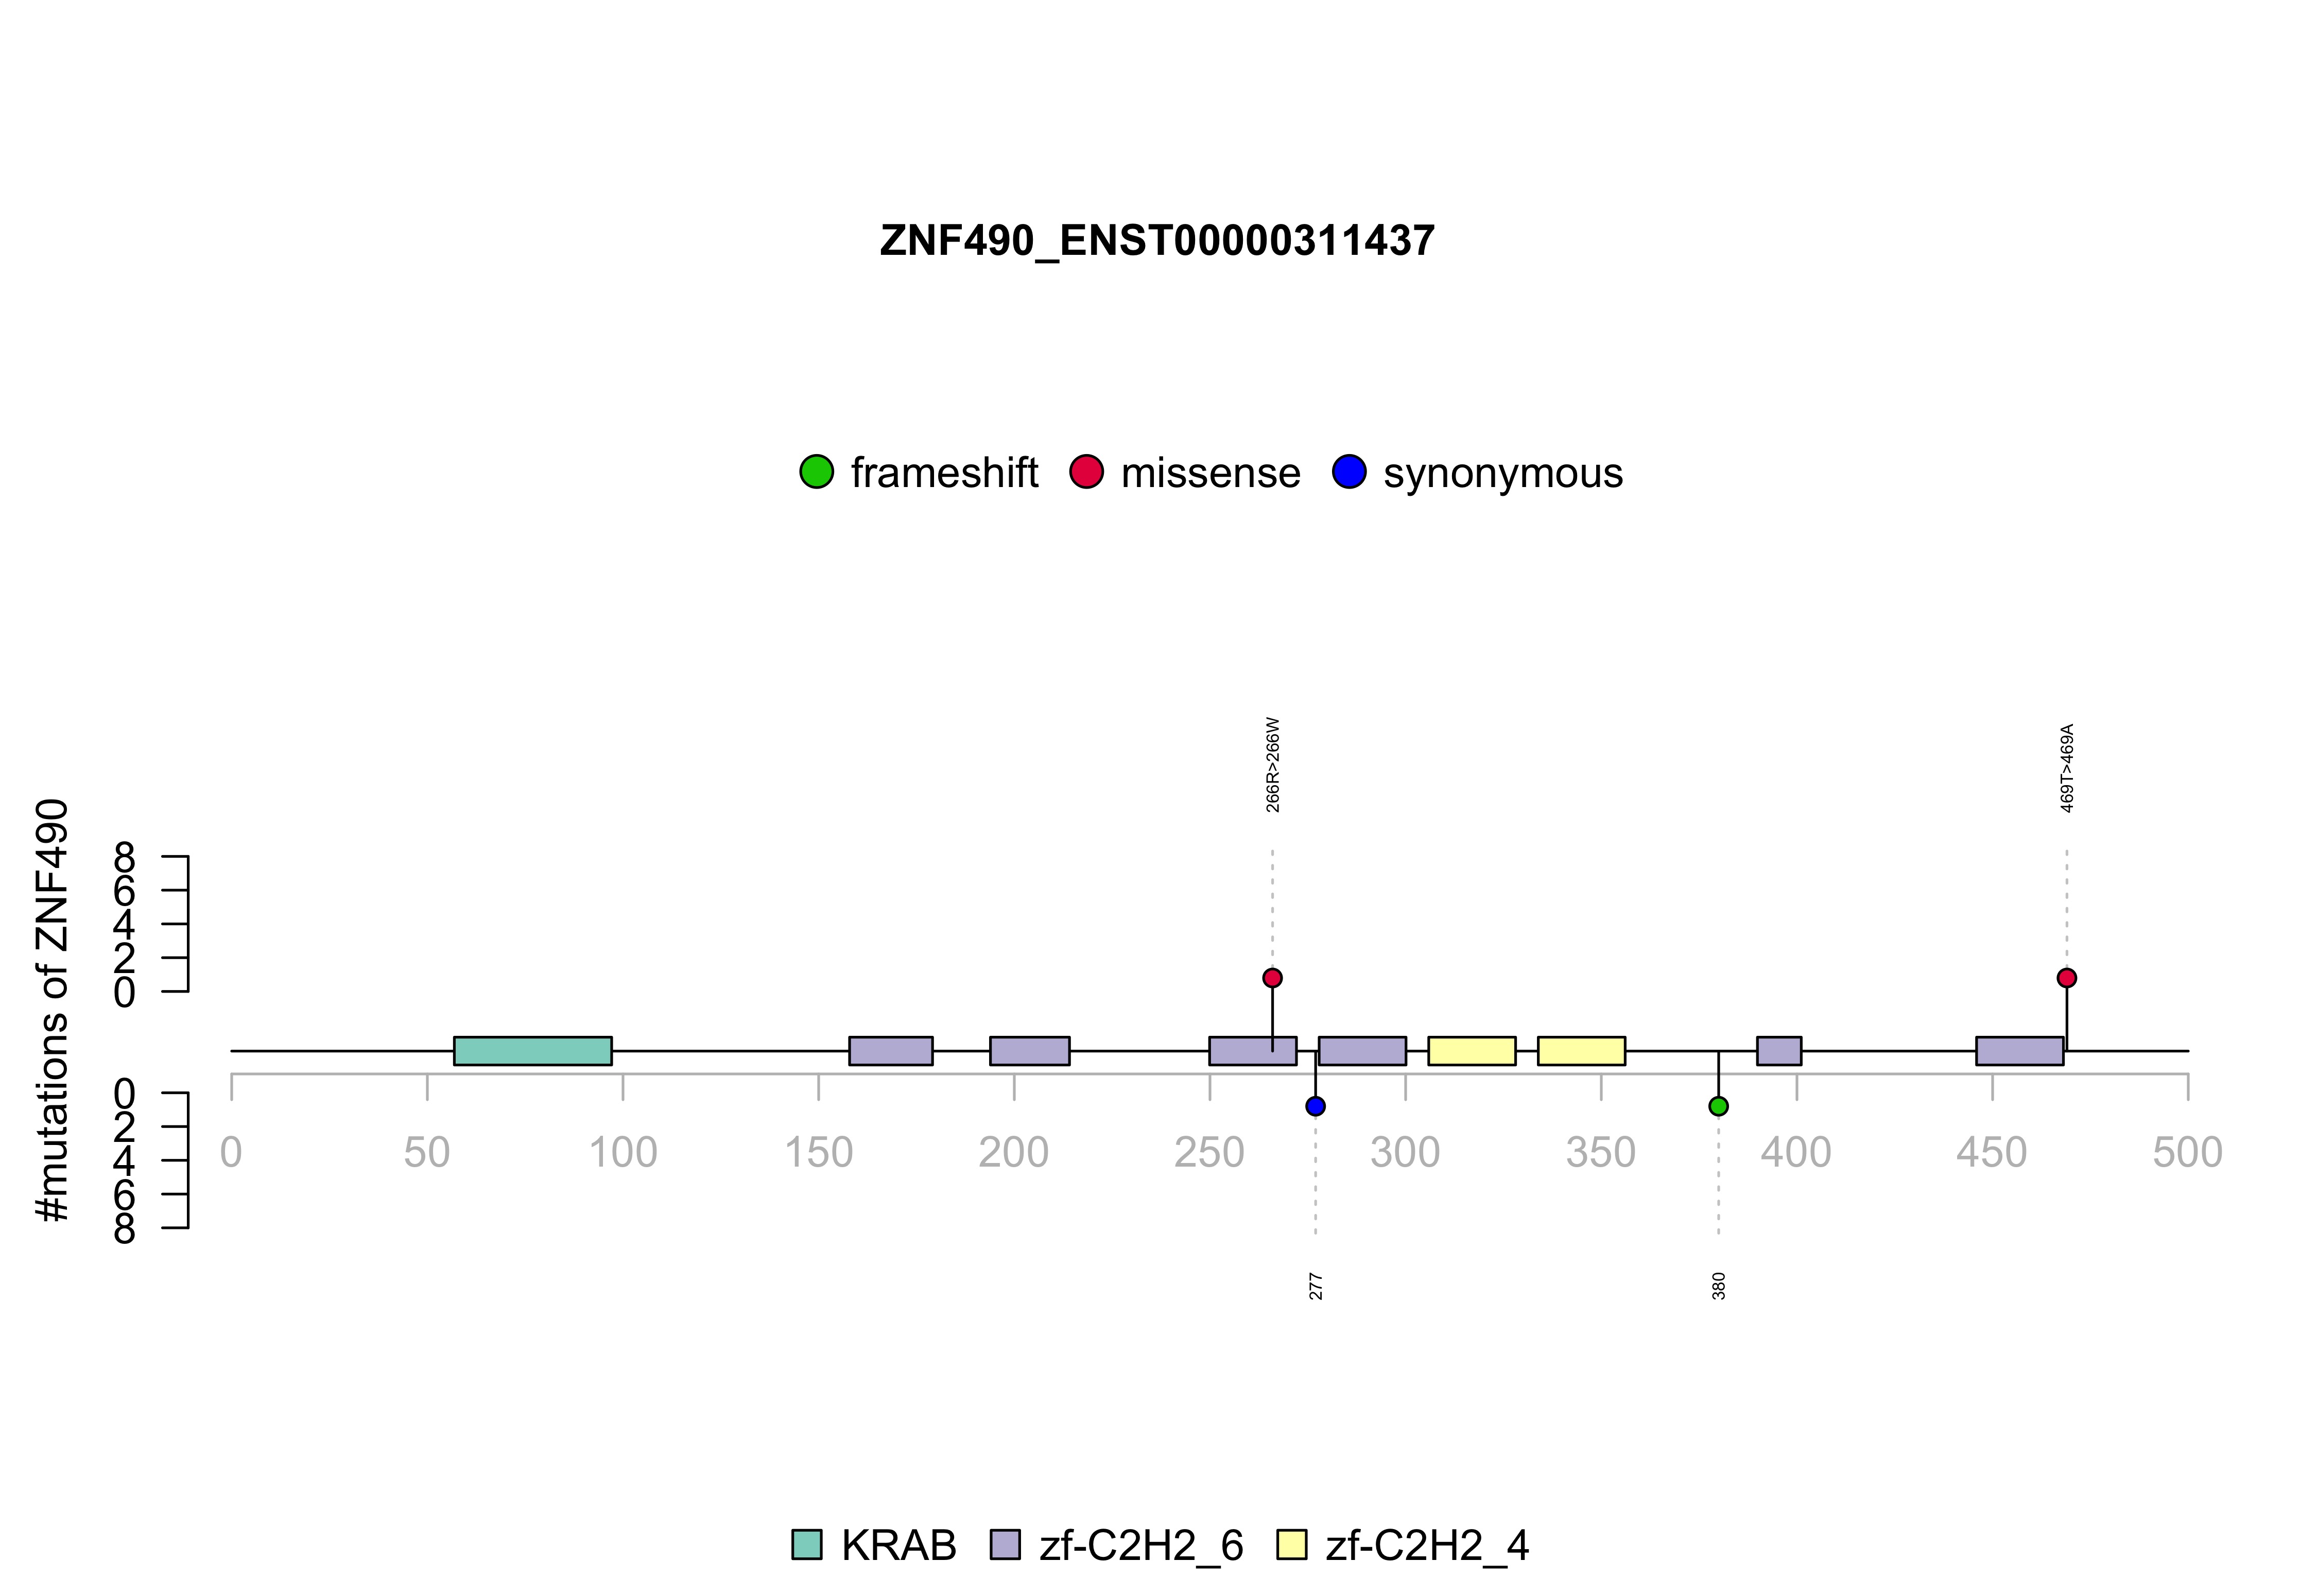 ZNF490_ENST00000311437
frameshift missense synonymous
266R>266W
469T>469A
#mutations of ZNF490
8
6
4
2
0
0
2
4
6
8
0 50 100 150 200 250 300 350 400 450 500
277
380
KRAB zf-C2H2_6 zf-C2H2_4